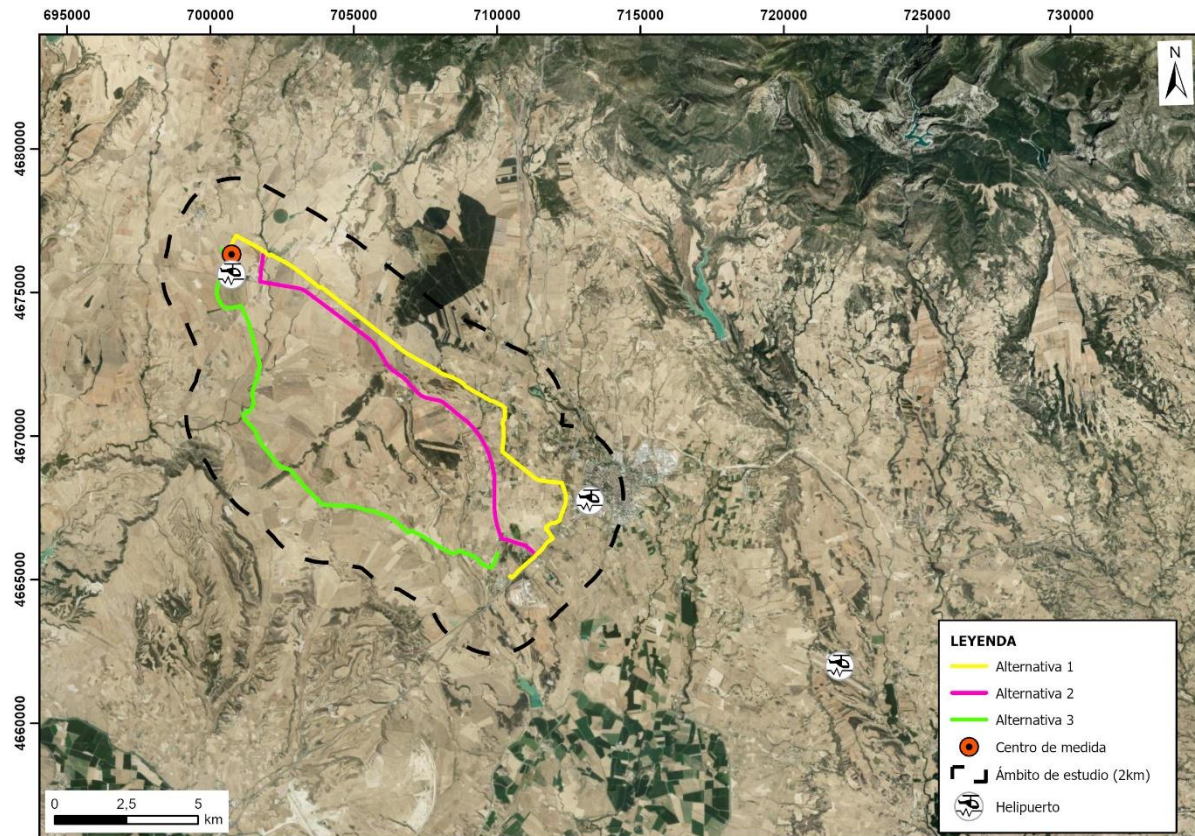 695000 700000 705000 710000 715000 720000 725000 730000
N
4680000
4675000
4670000
4665000
4660000
LEYENDA
Alternativa 1
Alternativa 2
Alternativa 3
Centro de medida
Ámbito de estudio (2km)
Helipuerto
0 2,5 5
km